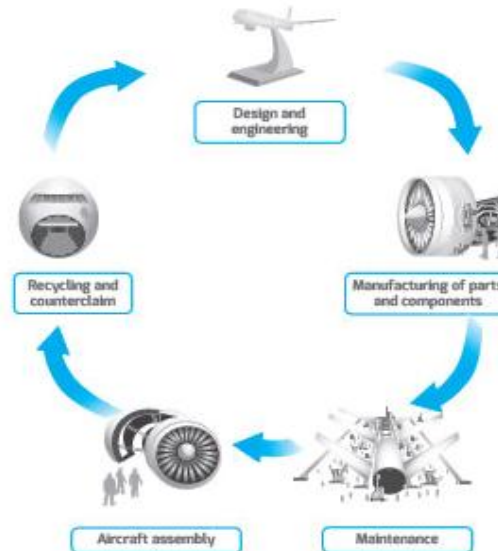 Design and
engineering
Manufacturing of parts
and components
Maintenance
Aircraft assembly
Recycling and
counterclaim